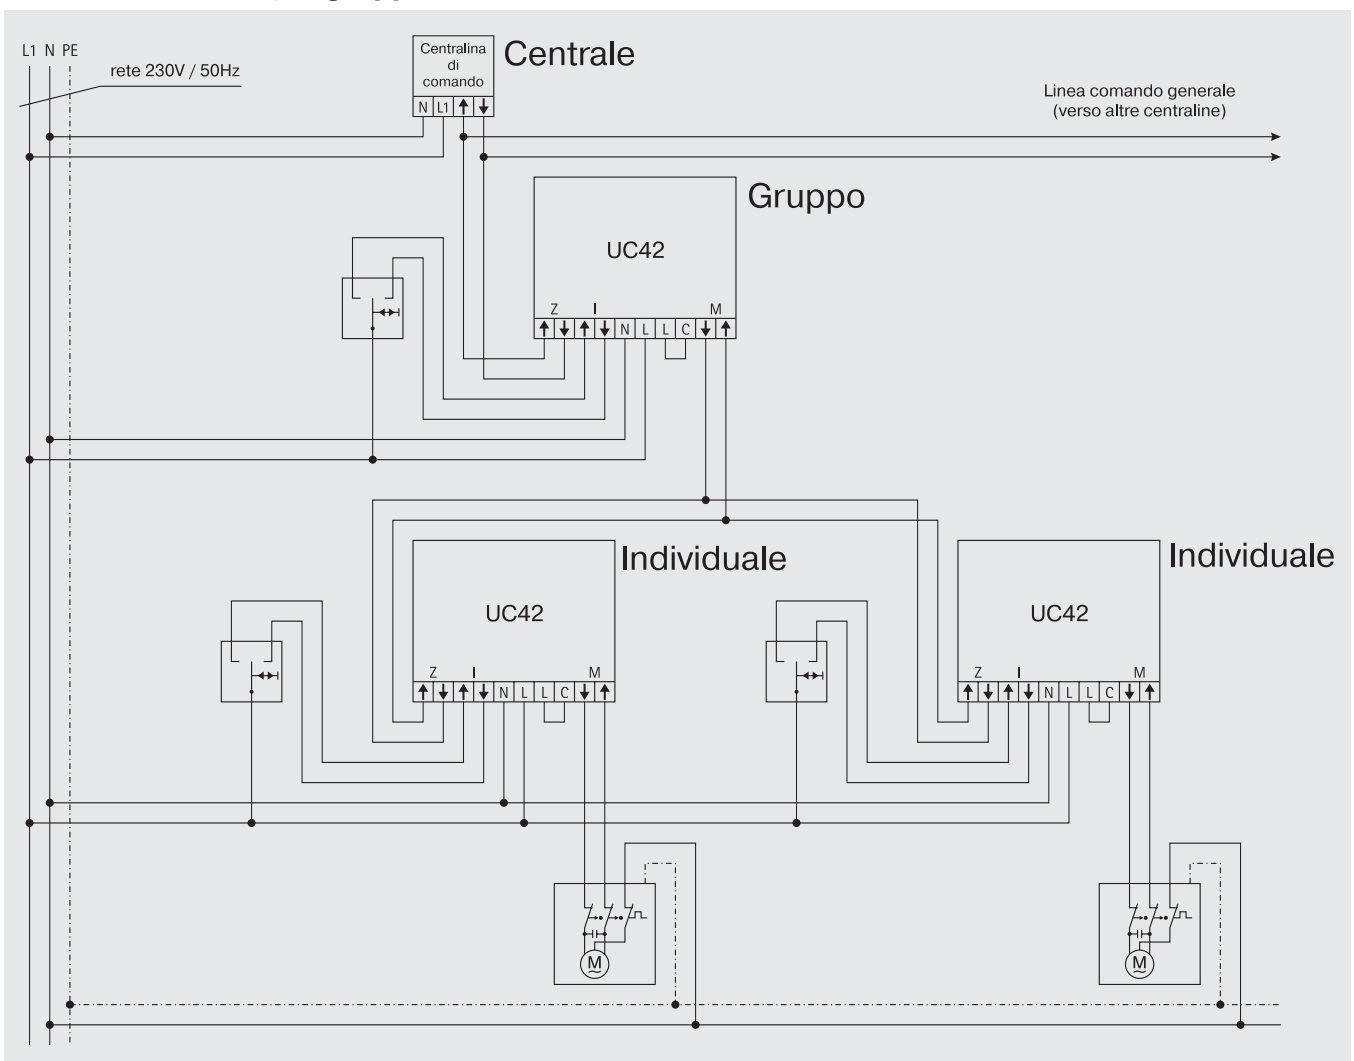 L1 N PE
rete 230V / 50Hz
Centralina
di
comando
N L1 ↑ ↓
Centrale
Linea comando generale
(verso altre centraline)
Gruppo
UC42
Z I M
↑ ↓ ↑ ↓ N L L C ↓ ↑
Individuale
UC42
Z I M
↑ ↓ ↑ ↓ N L L C ↓ ↑
M
Individuale
UC42
Z I M
↑ ↓ ↑ ↓ N L L C ↓ ↑
M